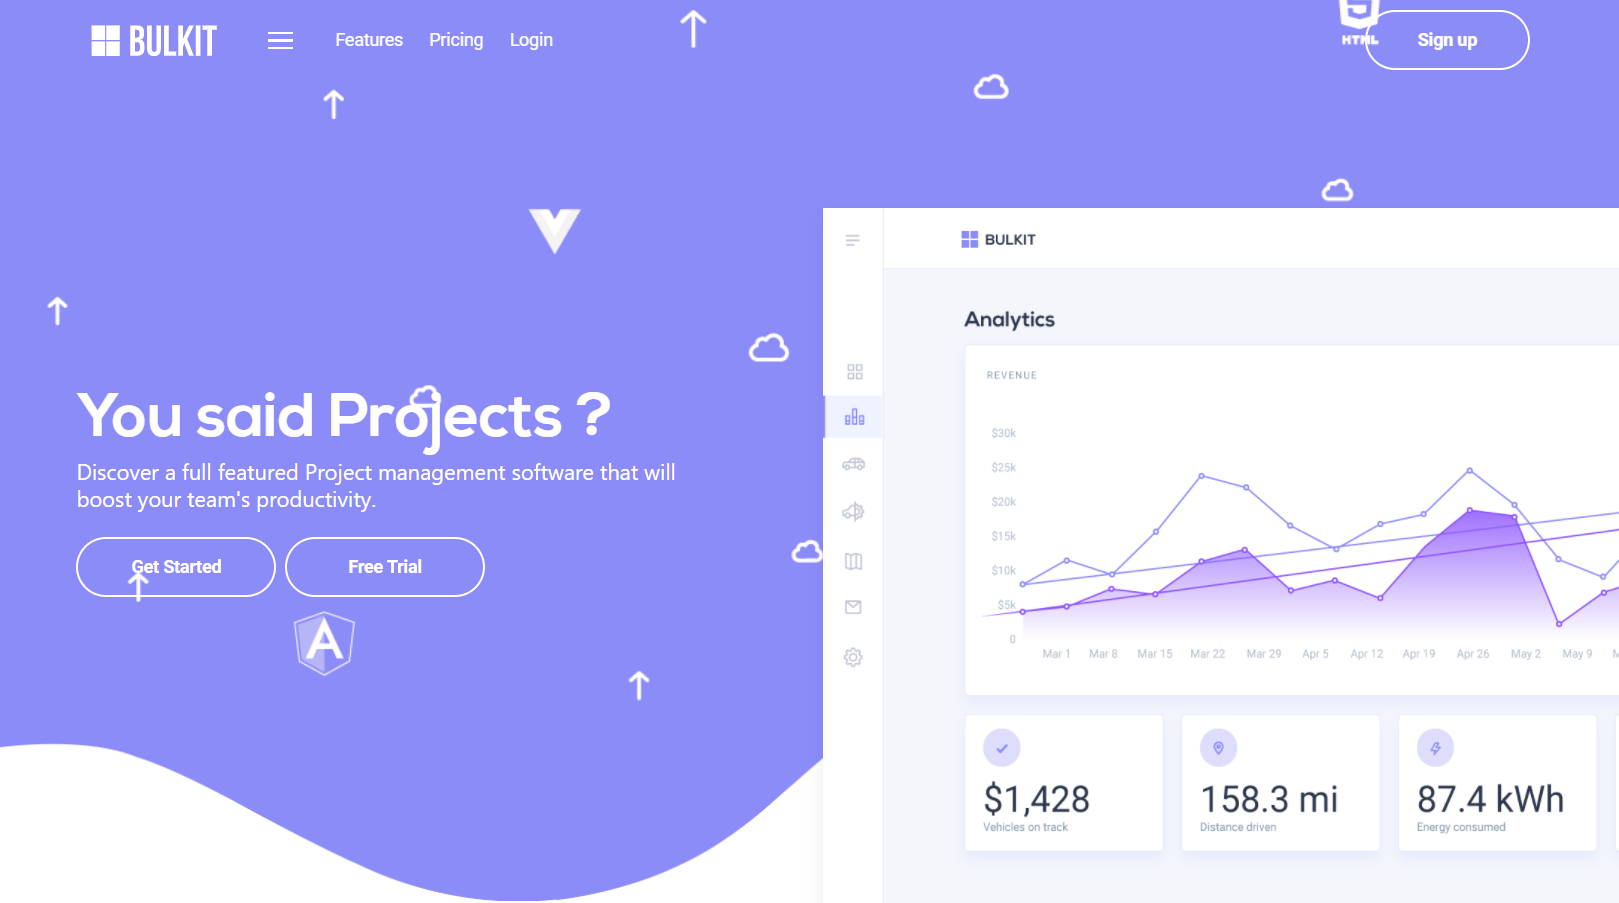 BULKIT
Features Pricing Login
HTML
Sign up
You said Projects ?
Discover a full featured Project management software that will
boost your team's productivity.
Get Started
Free Trial
BULKIT
Analytics
REVENUE
$30k
$25k
$20k
$15k
$10k
$5k
0
Mar 1 Mar 8 Mar 15 Mar 22 Mar 29 Apr 5 Apr 12 Apr 19 Apr 26 May 2 May 9
$1,428
Vehicles on track
158.3 mi
Distance driven
87.4 kWh
Energy consumed